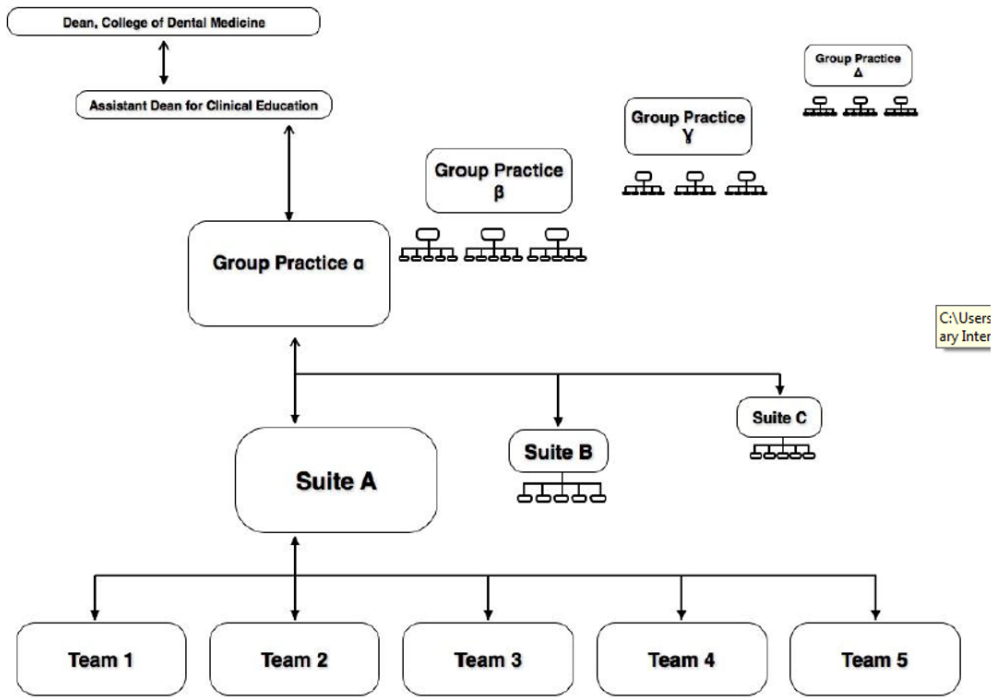 Dean, College of Dental Medicine
Assistant Dean for Clinical Education
Group Practice
Δ
Group Practice
Ɣ
Group Practice
β
Group Practice α
C:\Users
ary Inter
Suite A
Suite B
Suite C
Team 1
Team 2
Team 3
Team 4
Team 5